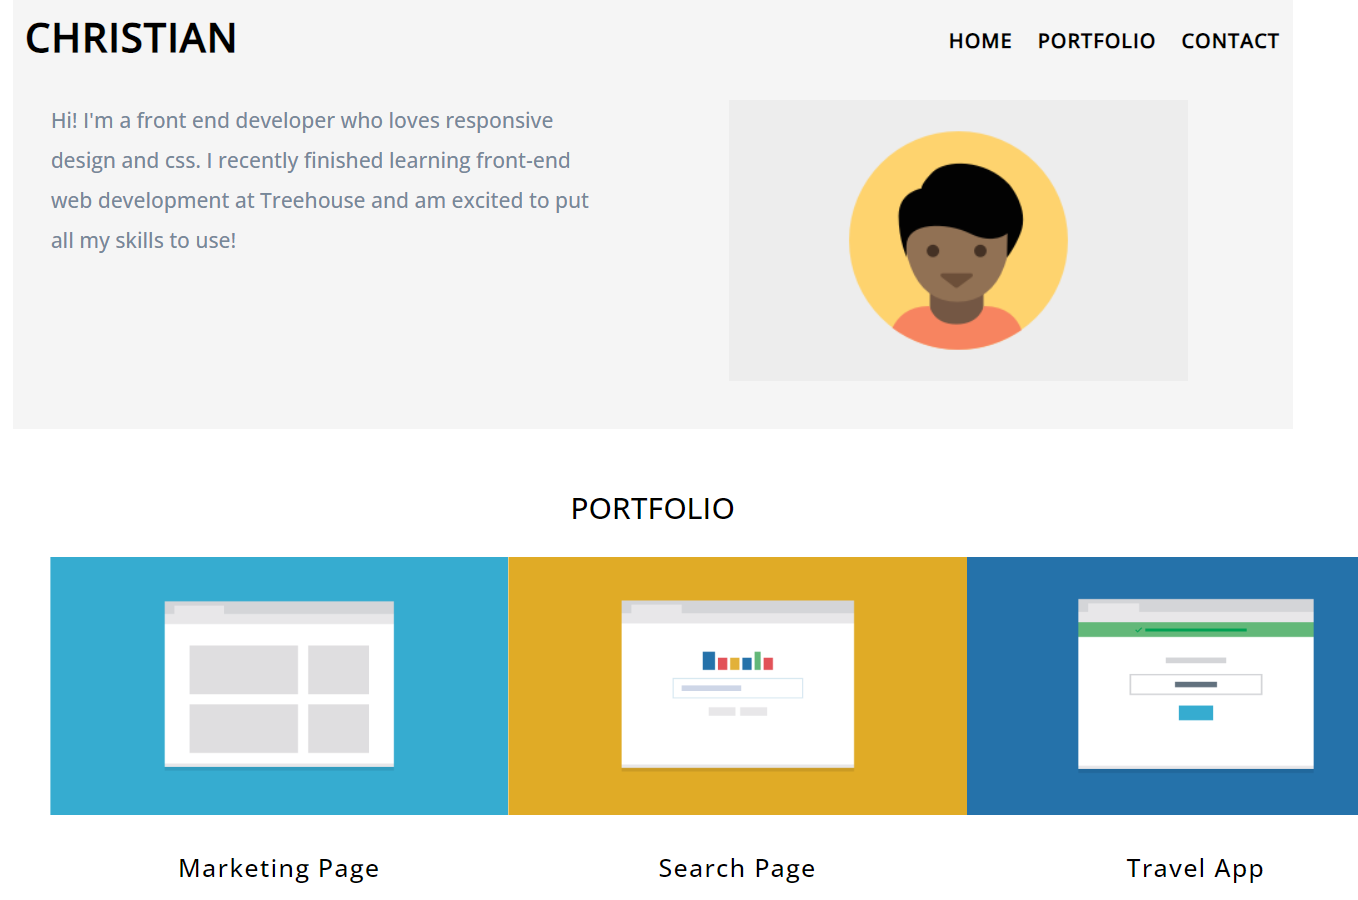 CHRISTIAN
HOME PORTFOLIO CONTACT
Hi! I'm a front end developer who loves responsive
design and css. I recently finished learning front-end
web development at Treehouse and am excited to put
all my skills to use!
PORTFOLIO
Marketing Page
Search Page
Travel App